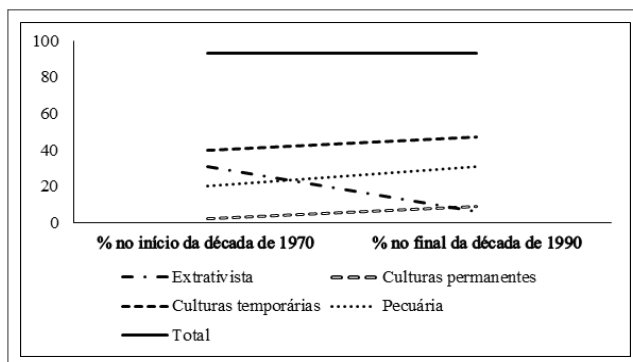 100
80
60
40
20
0
% no início da década de 1970 % no final da década de 1990
Extrativista Culturas permanentes
Culturas temporárias Pecuária
Total